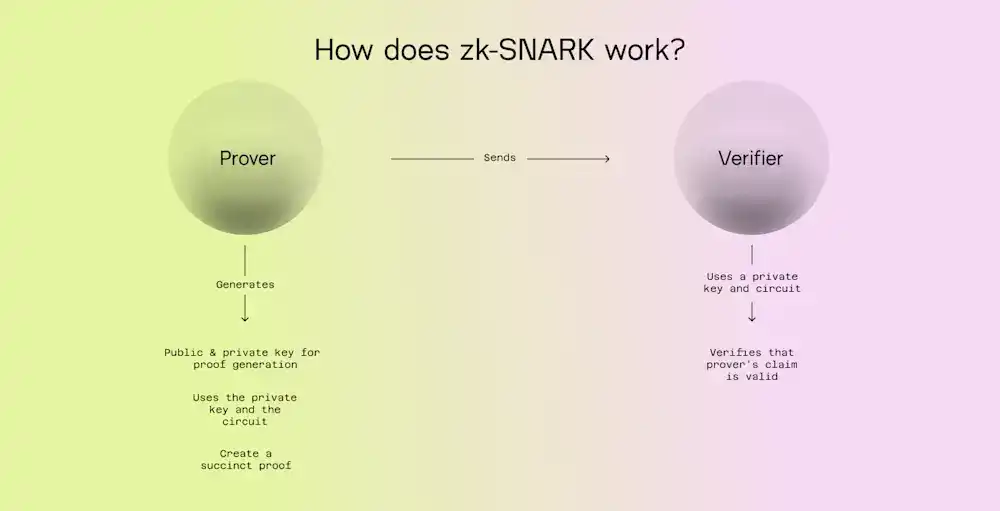 How does zk-SNARK work?
Prover
Sends
Verifier
Generates
Public & private key for
proof generation
Uses the private
key and the
circuit
Create a
succinct proof
Uses a private
key and circuit
Verifies that
prover's claim
is valid